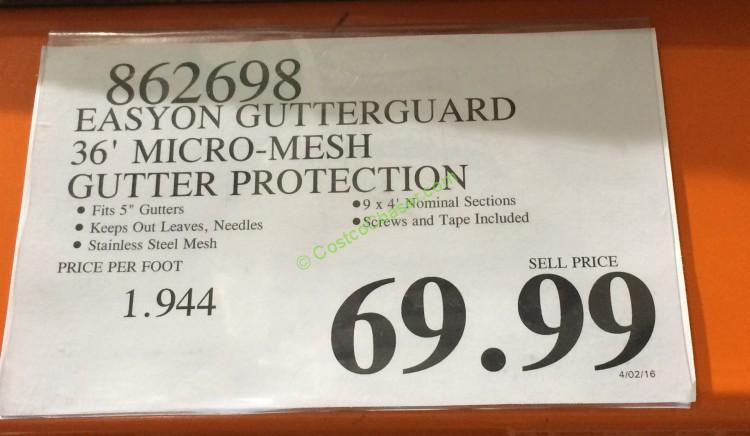 862698
EASYON GUTTERGUARD
36' MICRO-MESH
GUTTER PROTECTION
• Fits 5" Gutters
• Keeps Out Leaves, Needles
• Stainless Steel Mesh
• 9 x 4' Nominal Sections
• Screws and Tape Included
© CostcoChaser.com
PRICE PER FOOT
1.944
SELL PRICE
69.99
4/02/16